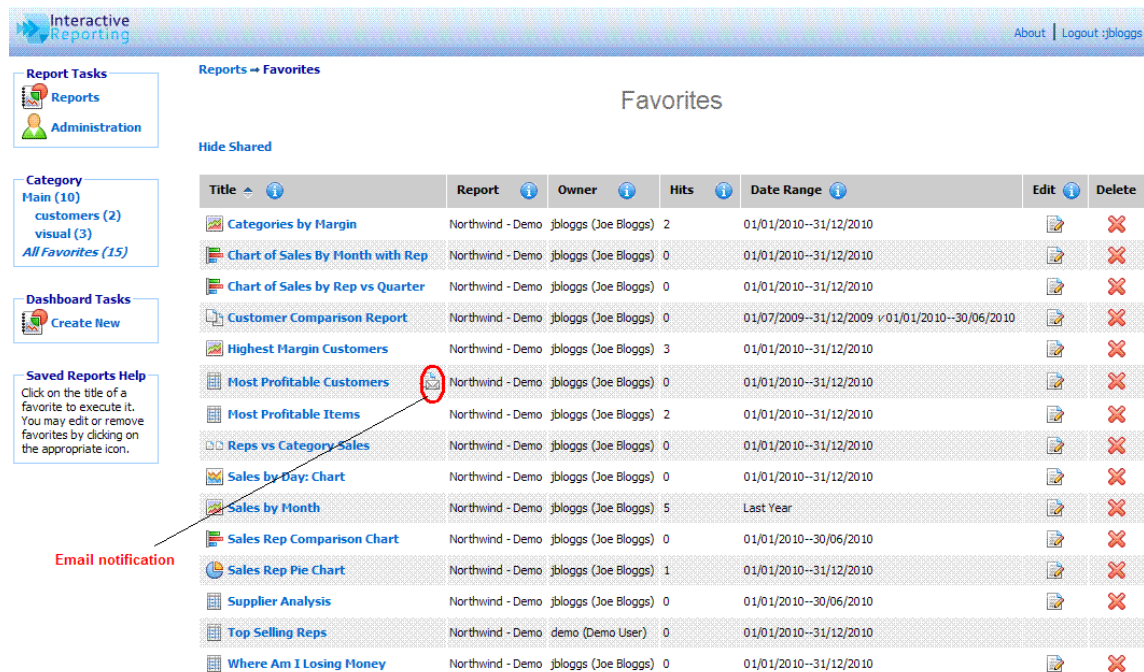 Interactive
Reporting
About | Logout :jbloggs
Report Tasks
Reports
Administration
Category
Main (10)
customers (2)
visual (3)
All Favorites (15)
Dashboard Tasks
Create New
Saved Reports Help
Click on the title of a
favorite to execute it.
You may edit or remove
favorites by clicking on
the appropriate icon.
Email notification
Reports → Favorites
Favorites
Hide Shared
Title Report Owner Hits Date Range Edit Delete
Categories by Margin Northwind - Demo jbloggs (Joe Bloggs) 2 01/01/2010--31/12/2010
Chart of Sales By Month with Rep Northwind - Demo jbloggs (Joe Bloggs) 0 01/01/2010--31/12/2010
Chart of Sales by Rep vs Quarter Northwind - Demo jbloggs (Joe Bloggs) 0 01/01/2010--31/12/2010
Customer Comparison Report Northwind - Demo jbloggs (Joe Bloggs) 0 01/07/2009--31/12/2009 v 01/01/2010--30/06/2010
Highest Margin Customers Northwind - Demo jbloggs (Joe Bloggs) 3 01/01/2010--31/12/2010
Most Profitable Customers Northwind - Demo jbloggs (Joe Bloggs) 0 01/01/2010--31/12/2010
Most Profitable Items Northwind - Demo jbloggs (Joe Bloggs) 2 01/01/2010--31/12/2010
Reps vs Category Sales Northwind - Demo jbloggs (Joe Bloggs) 0 01/01/2010--31/12/2010
Sales by Day: Chart Northwind - Demo jbloggs (Joe Bloggs) 0 01/01/2010--31/12/2010
Sales by Month Northwind - Demo jbloggs (Joe Bloggs) 5 Last Year
Sales Rep Comparison Chart Northwind - Demo jbloggs (Joe Bloggs) 0 01/01/2010--30/06/2010
Sales Rep Pie Chart Northwind - Demo jbloggs (Joe Bloggs) 1 01/01/2010--31/12/2010
Supplier Analysis Northwind - Demo jbloggs (Joe Bloggs) 0 01/01/2010--30/06/2010
Top Selling Reps Northwind - Demo demo (Demo User) 0 01/01/2010--31/12/2010
Where Am I Losing Money Northwind - Demo jbloggs (Joe Bloggs) 0 01/01/2010--31/12/2010